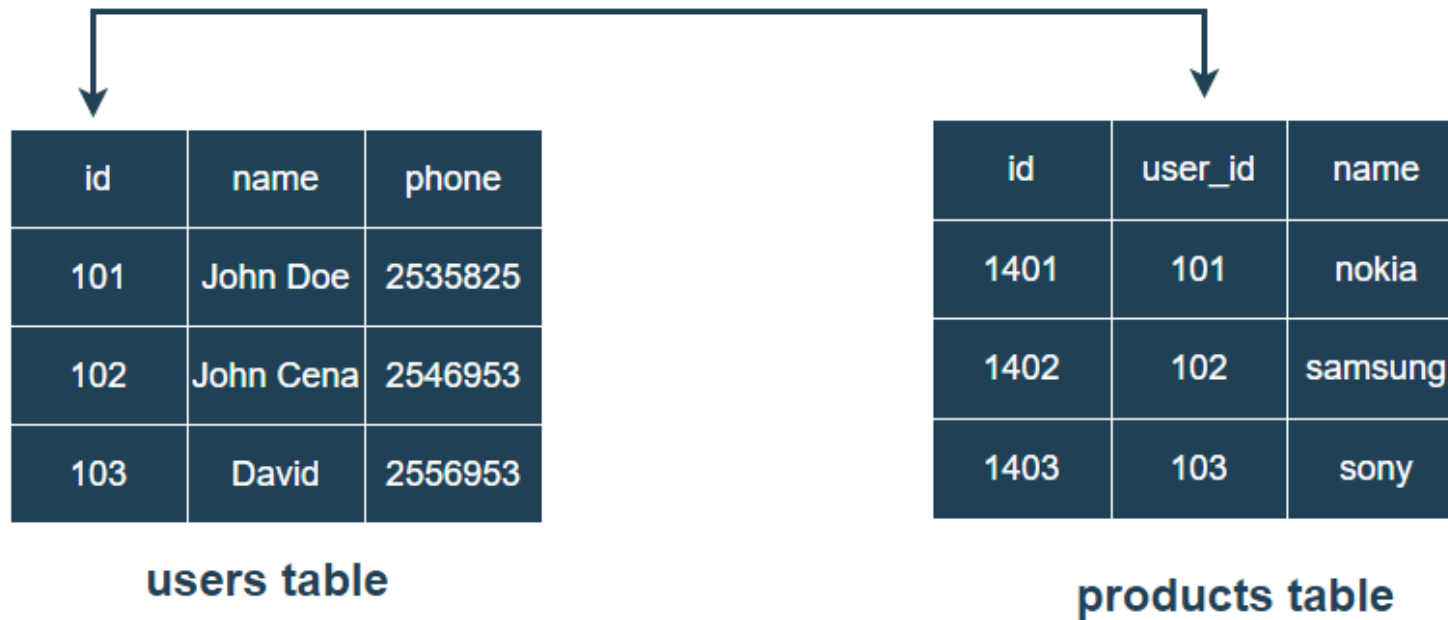 id name phone
101 John Doe 2535825
102 John Cena 2546953
103 David 2556953
users table
id user_id name
1401 101 nokia
1402 102 samsung
1403 103 sony
products table